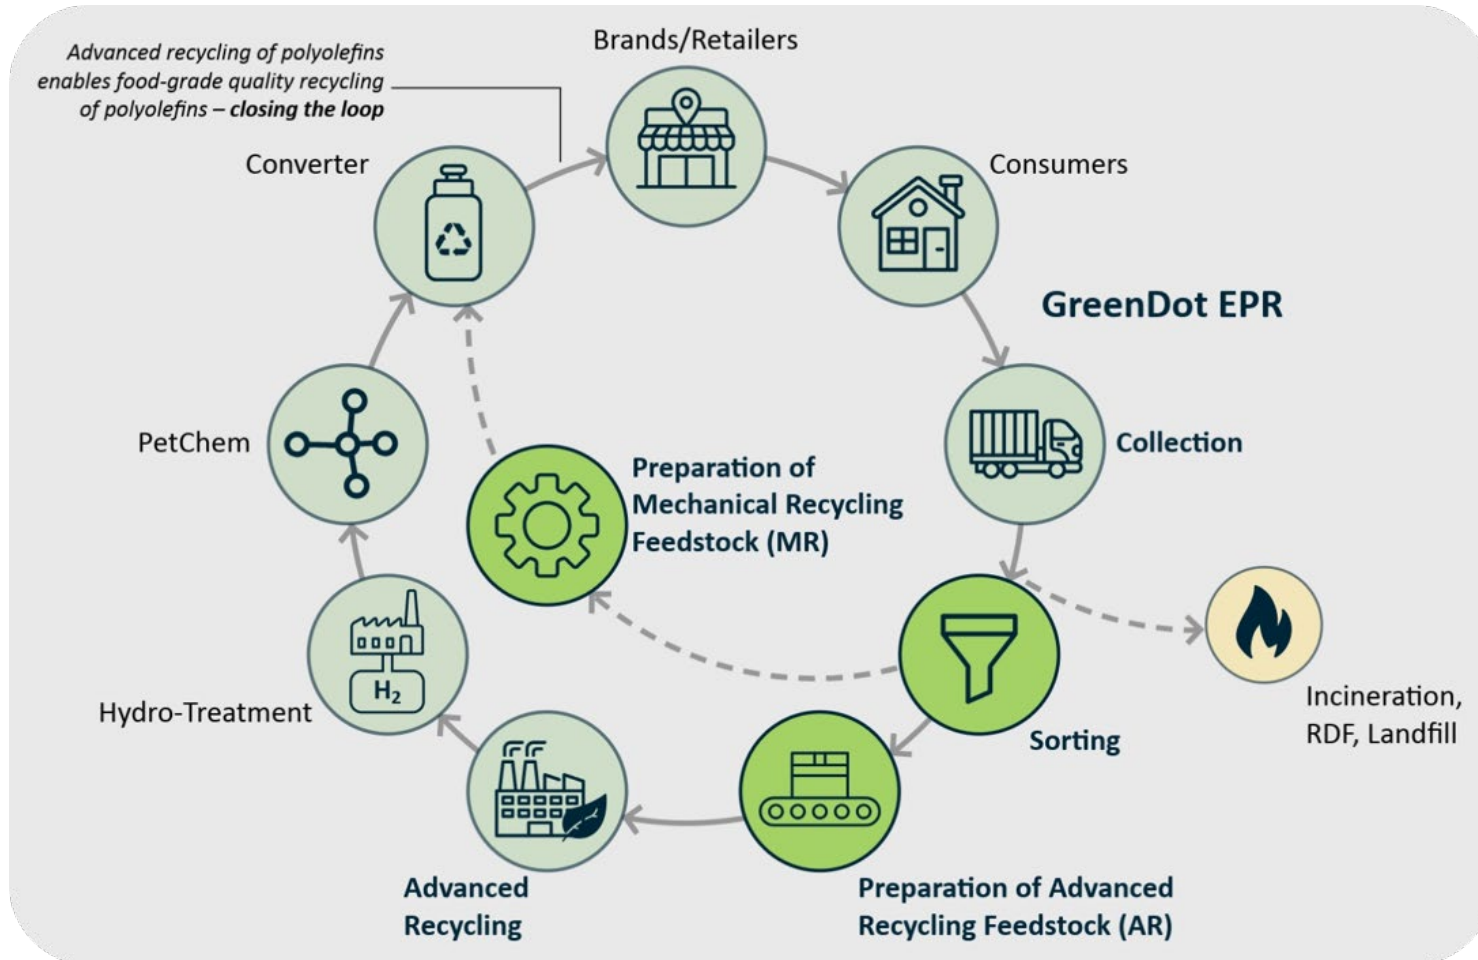 Advanced recycling of polyolefins
enables food-grade quality recycling
of polyolefins – closing the loop
Brands/Retailers
Converter
Consumers
GreenDot EPR
PetChem
Collection
Preparation of
Mechanical Recycling
Feedstock (MR)
H₂
Hydro-Treatment
Sorting
Incineration,
RDF, Landfill
Advanced
Recycling
Preparation of Advanced
Recycling Feedstock (AR)